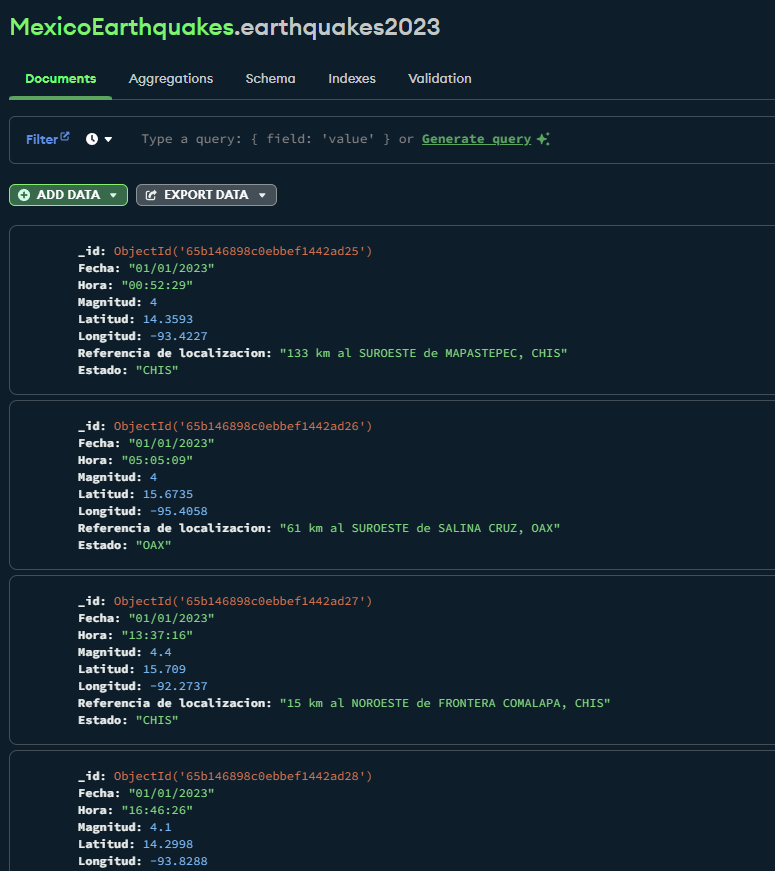 MexicoEarthquakes.earthquakes2023
Documents Aggregations Schema Indexes Validation
Filter Type a query: { field: 'value' } or Generate query
ADD DATA EXPORT DATA
_id: ObjectId('65b146898c0ebbef1442ad25')
Fecha: "01/01/2023"
Hora: "00:52:29"
Magnitud: 4
Latitud: 14.3593
Longitud: -93.4227
Referencia de localizacion: "133 km al SUROESTE de MAPASTEPEC, CHIS"
Estado: "CHIS"
_id: ObjectId('65b146898c0ebbef1442ad26')
Fecha: "01/01/2023"
Hora: "05:05:09"
Magnitud: 4
Latitud: 15.6735
Longitud: -95.4058
Referencia de localizacion: "61 km al SUROESTE de SALINA CRUZ, OAX"
Estado: "OAX"
_id: ObjectId('65b146898c0ebbef1442ad27')
Fecha: "01/01/2023"
Hora: "13:37:16"
Magnitud: 4.4
Latitud: 15.709
Longitud: -92.2737
Referencia de localizacion: "15 km al NOROESTE de FRONTERA COMALAPA, CHIS"
Estado: "CHIS"
_id: ObjectId('65b146898c0ebbef1442ad28')
Fecha: "01/01/2023"
Hora: "16:46:26"
Magnitud: 4.1
Latitud: 14.2998
Longitud: -93.8288